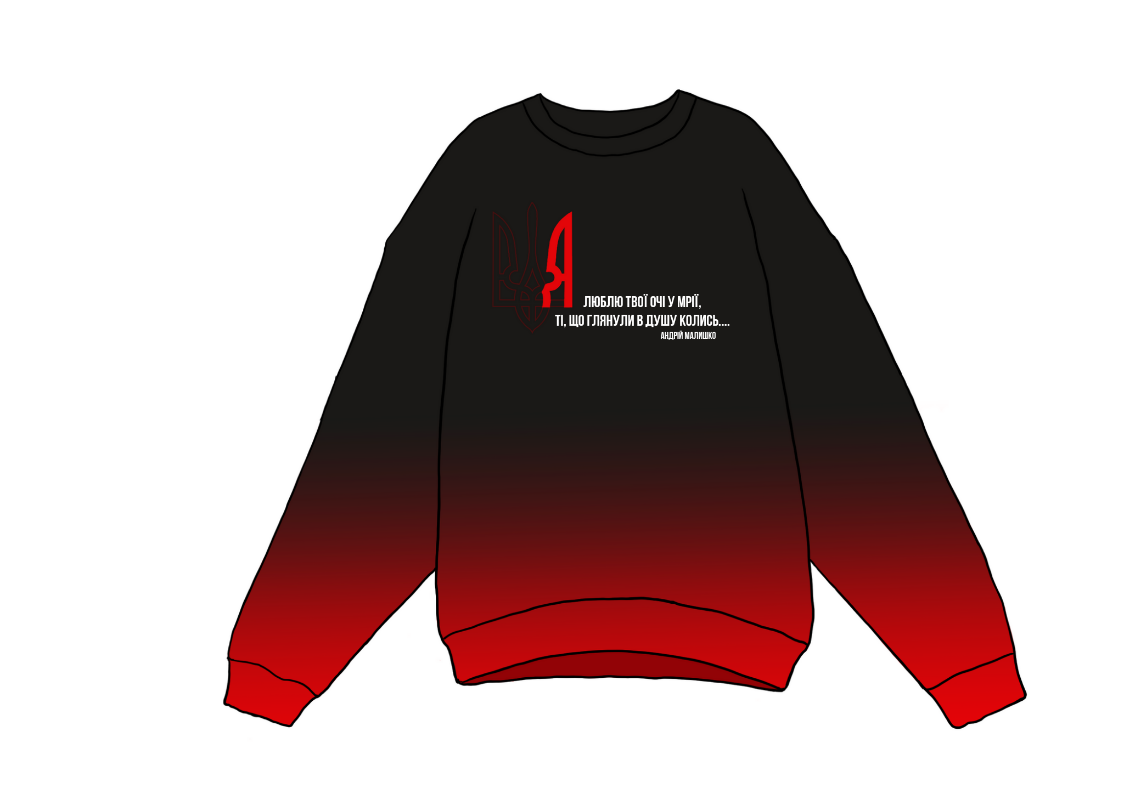 Я
ЛЮБЛЮ ТВОЇ ОЧІ У МРІЇ,
ТІ, ЩО ГЛЯНУЛИ В ДУШУ КОЛИСЬ....
АНДРІЙ МАЛИШКО